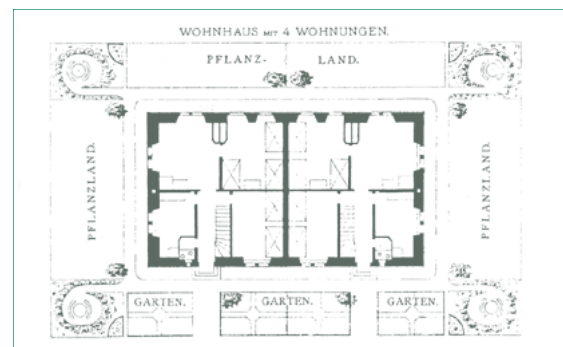 WOHNHAUS MIT 4 WOHNUNGEN.
PFLANZ- LAND.
PFLANZLAND.
PFLANZLAND.
GARTEN. GARTEN. GARTEN.